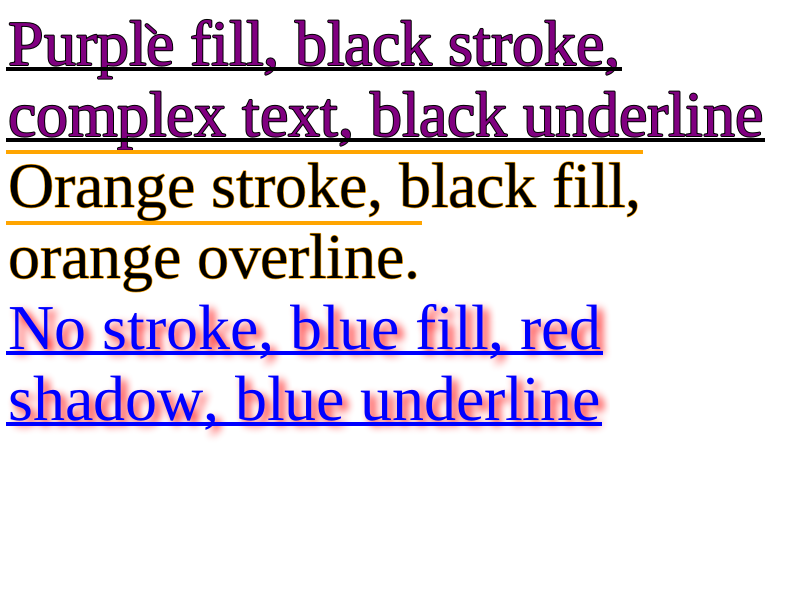 Purpl̀e fill, black stroke,
complex text, black underline
Orange stroke, black fill,
orange overline.
No stroke, blue fill, red
shadow, blue underline